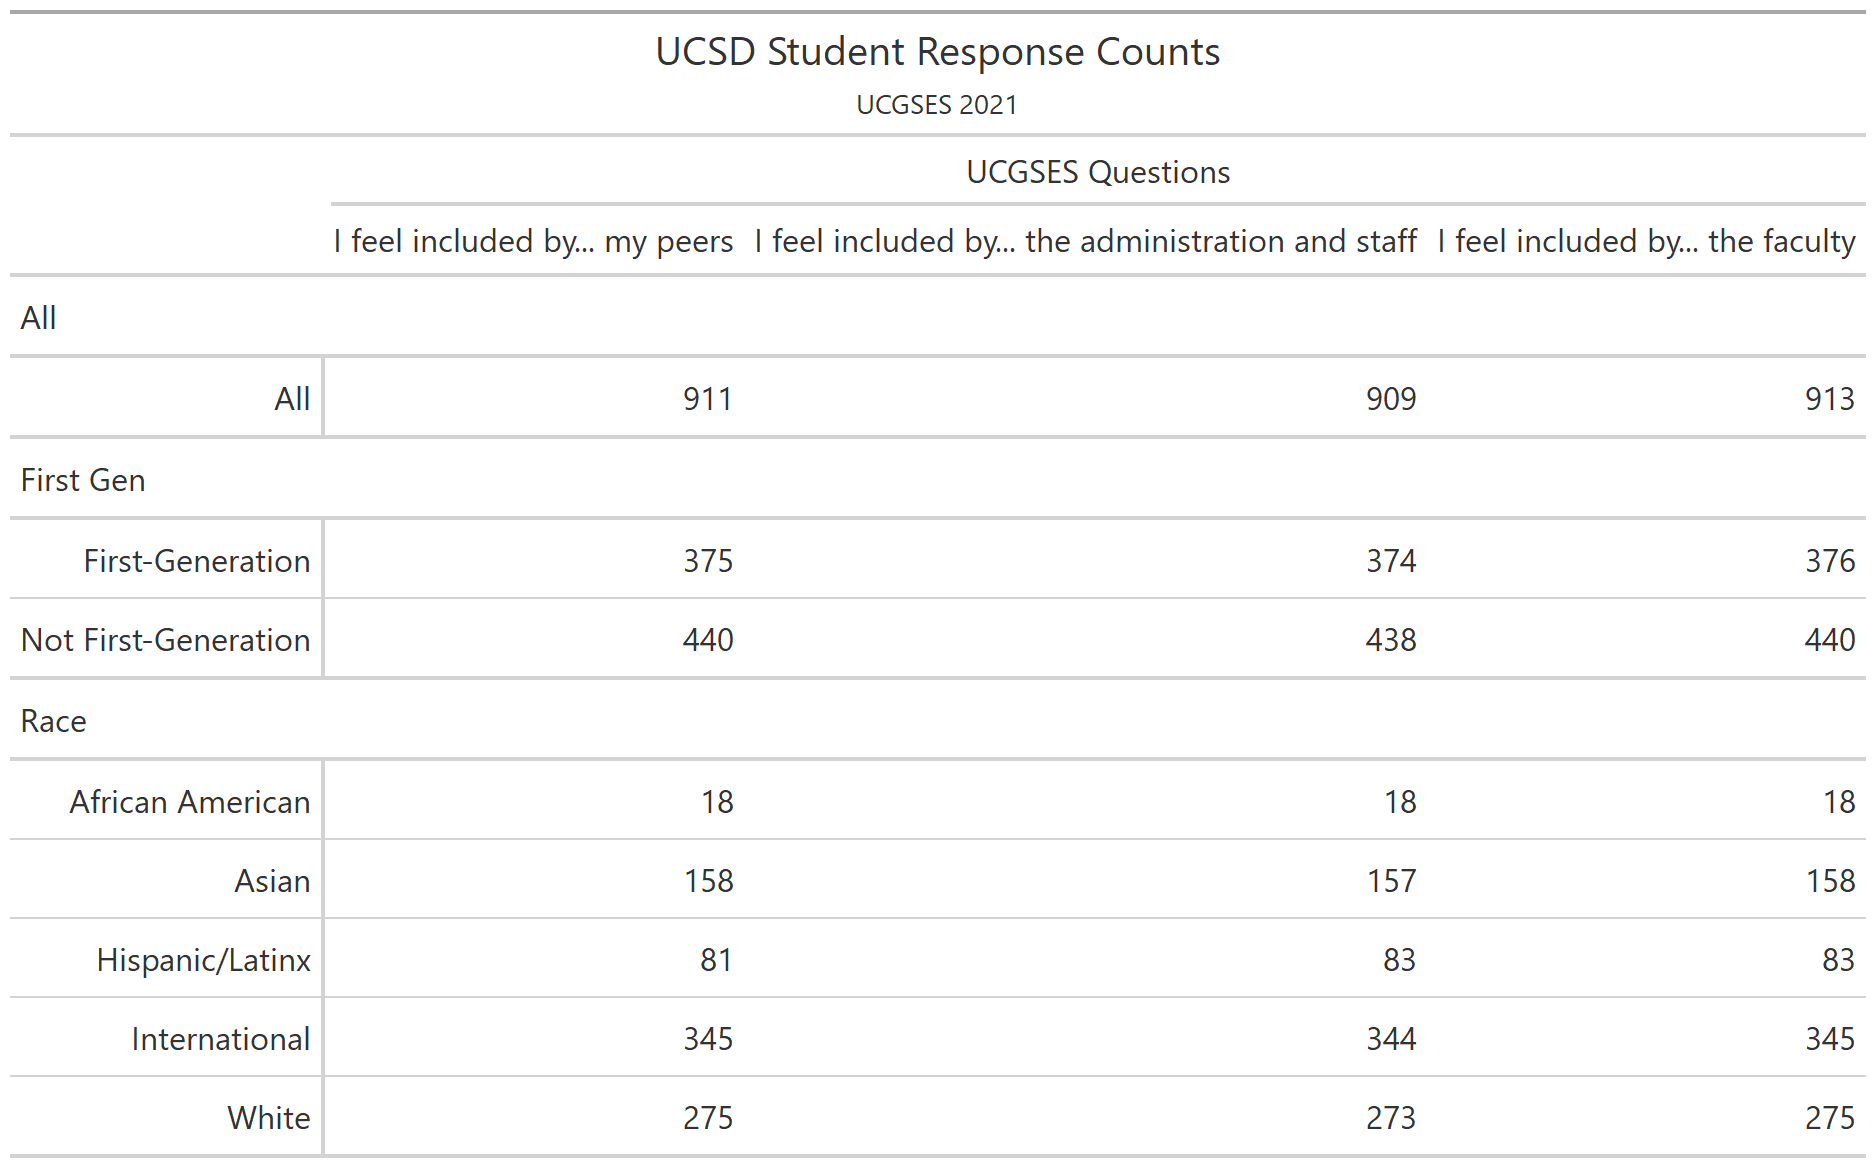 UCSD Student Response Counts
UCGSES 2021
UCGSES Questions
I feel included by... my peers I feel included by... the administration and staff I feel included by... the faculty
All
All 911 909 913
First Gen
First-Generation 375 374 376
Not First-Generation 440 438 440
Race
African American 18 18 18
Asian 158 157 158
Hispanic/Latinx 81 83 83
International 345 344 345
White 275 273 275